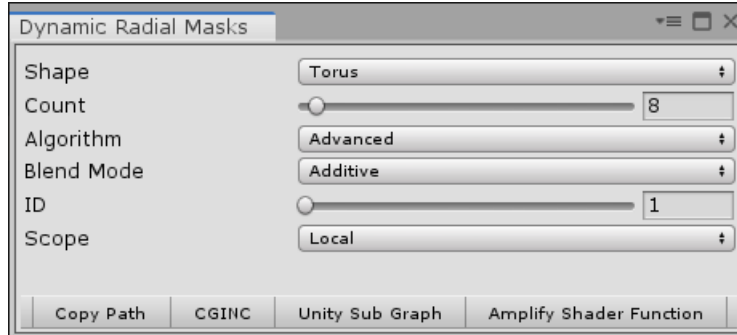 Dynamic Radial Masks
Shape Torus
Count 8
Algorithm Advanced
Blend Mode Additive
ID 1
Scope Local
Copy Path CGINC Unity Sub Graph Amplify Shader Function